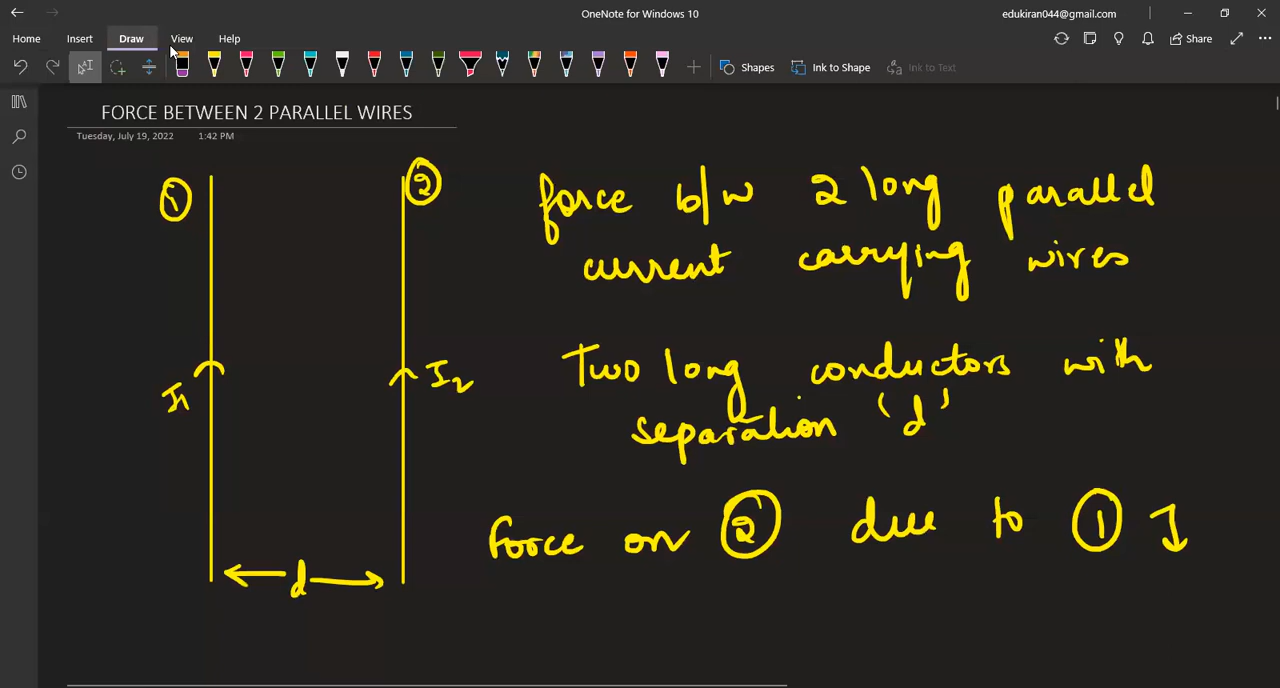 OneNote for Windows 10
edukiran044@gmail.com
Home Insert Draw View Help
Share
Shapes Ink to Shape Ink to Text
FORCE BETWEEN 2 PARALLEL WIRES
Tuesday, July 19, 2022 1:42 PM
① ②
force b/w 2 long parallel
current carrying wires
I1 I2
Two long conductors with
separation 'd'
Force on ② due to ①
d